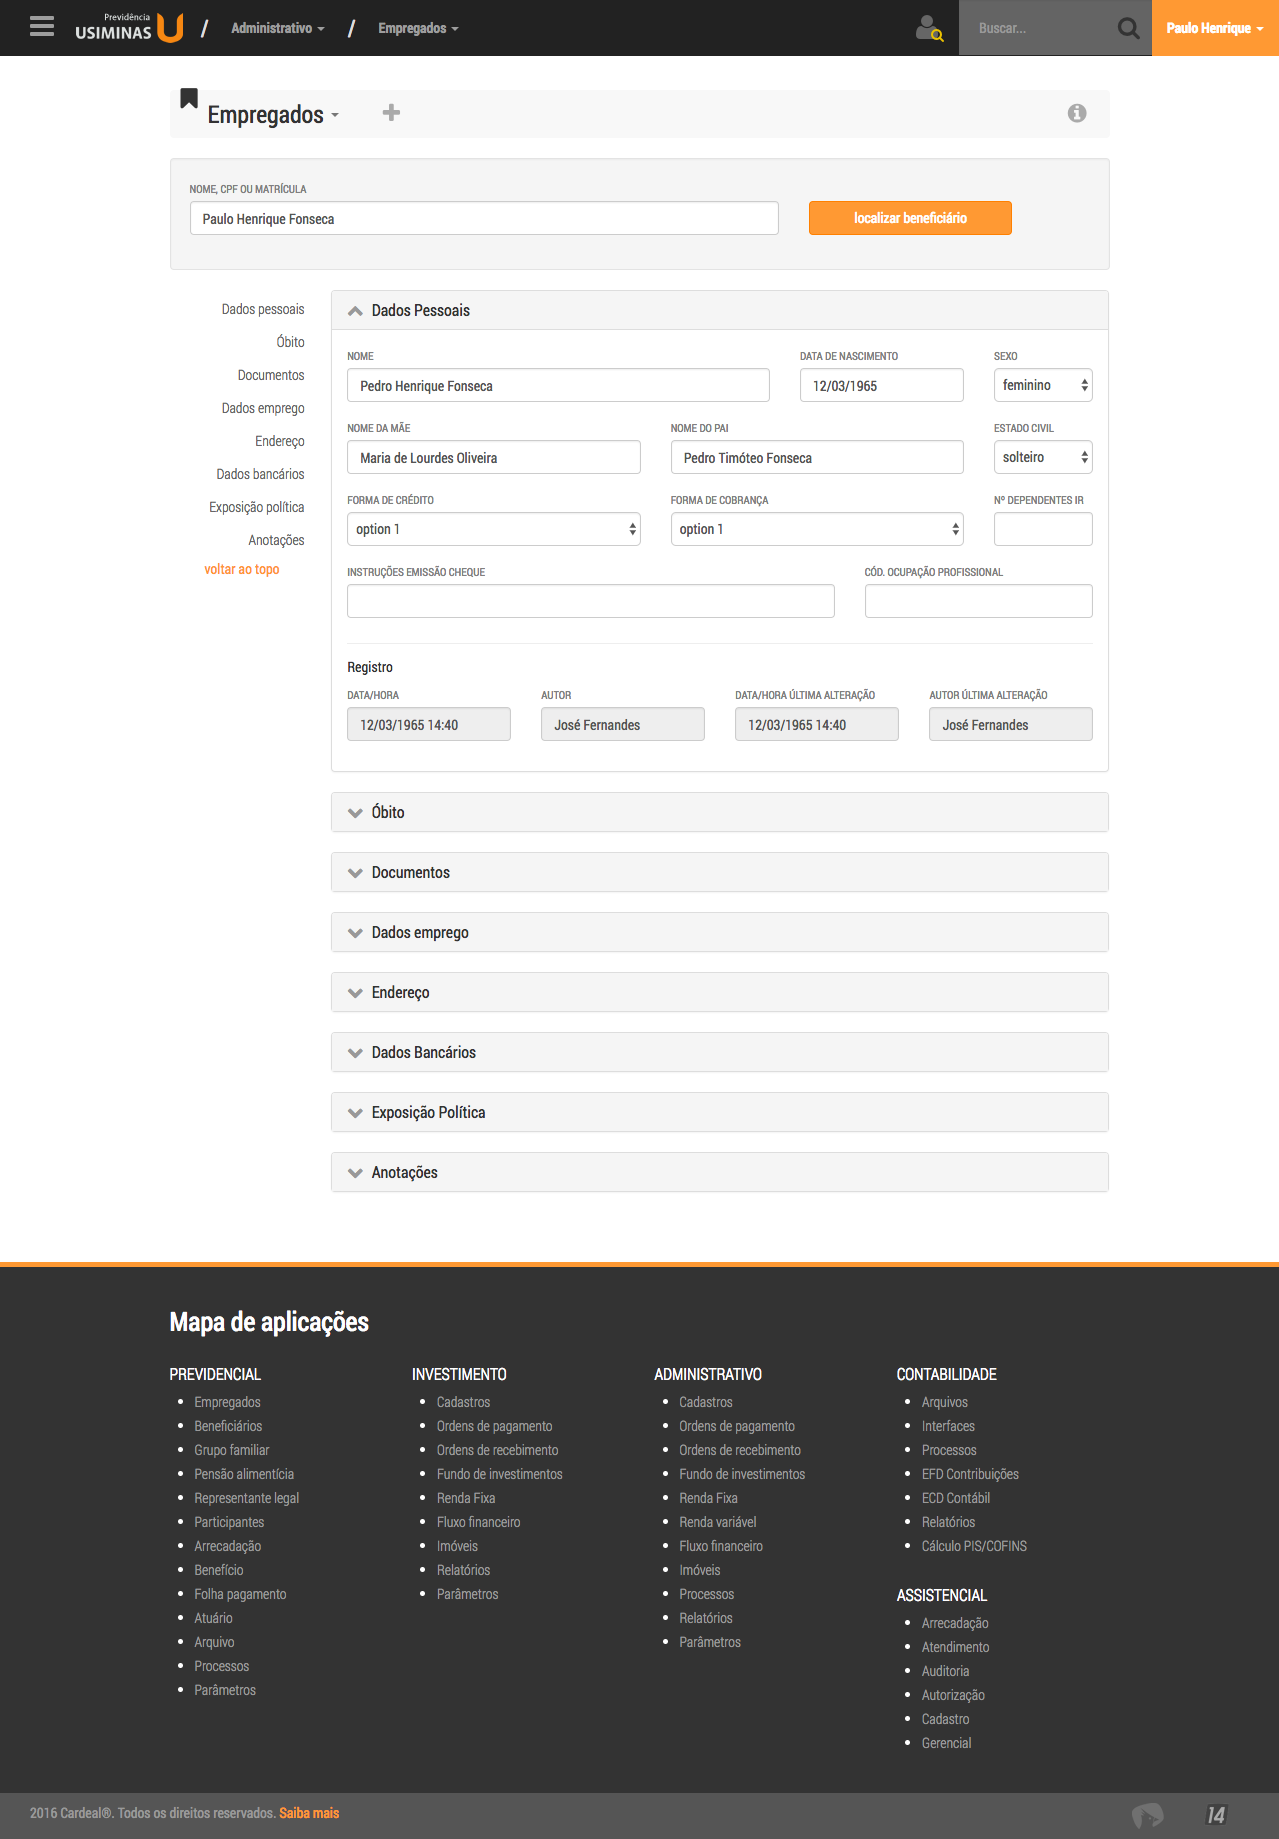 Previdência
USIMINAS / Administrativo / Empregados Buscar... Paulo Henrique
Empregados
NOME, CPF OU MATRÍCULA
Paulo Henrique Fonseca localizar beneficiário
Dados pessoais
Óbito
Documentos
Dados emprego
Endereço
Dados bancários
Exposição política
Anotações
voltar ao topo
Dados Pessoais
NOME DATA DE NASCIMENTO SEXO
Pedro Henrique Fonseca 12/03/1965 feminino
NOME DA MÃE NOME DO PAI ESTADO CIVIL
Maria de Lourdes Oliveira Pedro Timóteo Fonseca solteiro
FORMA DE CRÉDITO FORMA DE COBRANÇA Nº DEPENDENTES IR
option 1 option 1
INSTRUÇÕES EMISSÃO CHEQUE CÓD. OCUPAÇÃO PROFISSIONAL
Registro
DATA/HORA AUTOR DATA/HORA ÚLTIMA ALTERAÇÃO AUTOR ÚLTIMA ALTERAÇÃO
12/03/1965 14:40 José Fernandes 12/03/1965 14:40 José Fernandes
Óbito
Documentos
Dados emprego
Endereço
Dados Bancários
Exposição Política
Anotações
Mapa de aplicações
PREVIDENCIAL
Empregados
Beneficiários
Grupo familiar
Pensão alimentícia
Representante legal
Participantes
Arrecadação
Benefício
Folha pagamento
Atuário
Arquivo
Processos
Parâmetros
INVESTIMENTO
Cadastros
Ordens de pagamento
Ordens de recebimento
Fundo de investimentos
Renda Fixa
Fluxo financeiro
Imóveis
Relatórios
Parâmetros
ADMINISTRATIVO
Cadastros
Ordens de pagamento
Ordens de recebimento
Fundo de investimentos
Renda Fixa
Renda variável
Fluxo financeiro
Imóveis
Processos
Relatórios
Parâmetros
CONTABILIDADE
Arquivos
Interfaces
Processos
EFD Contribuições
ECD Contábil
Relatórios
Cálculo PIS/COFINS
ASSISTENCIAL
Arrecadação
Atendimento
Auditoria
Autorização
Cadastro
Gerencial
2016 Cardeal®. Todos os direitos reservados. Saiba mais 14